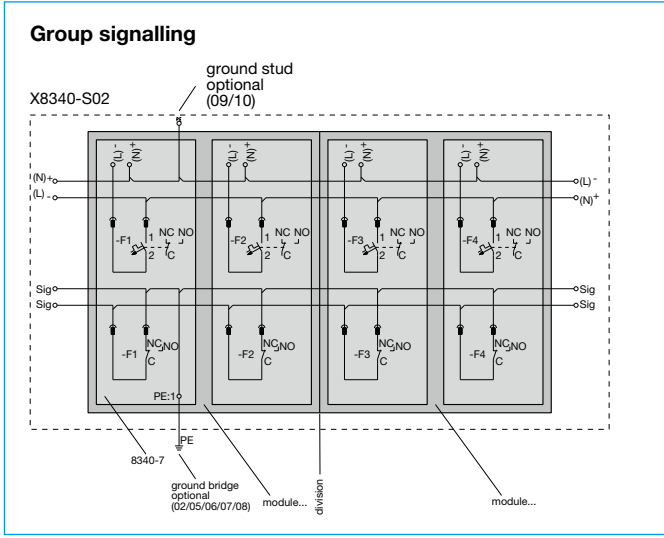 Group signalling
ground stud
optional
(09/10)
X8340-S02
PE
(L) -
(N) +
(L) -
(N) +
(L) -
(N) +
(L) -
(N) +
(N)+
(L) -
(L) -
(N)+
-F1 1 2 NC NO C
-F2 1 2 NC NO C
-F3 1 2 NC NO C
-F4 1 2 NC NO C
Sig
Sig
Sig
Sig
-F1 NC NO C
-F2 NC NO C
-F3 NC NO C
-F4 NC NO C
PE:1
PE
8340-7
ground bridge
optional
(02/05/06/07/08)
module...
division
module...